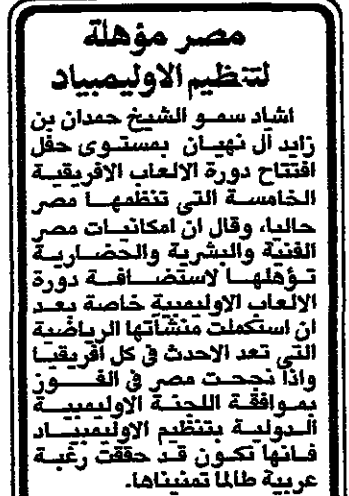 مصر مؤهلة
لتنظيم الاوليمبياد
اشاد سمو الشيخ حمدان بن
زايد آل نهيان بمستوى حفل
افتتاح دورة الالعاب الافريقية
الخامسة التي تنظمها مصر
حاليا، وقال ان امكانيات مصر
الفنية والبشرية والحضارية
تؤهلها لاستضافة دورة
الالعاب الاوليمبية خاصة بعد
ان استكملت منشآتها الرياضية
التي تعد الاحدث في كل افريقيا
واذا نجحت مصر في الفوز
بموافقة اللجنة الاوليمبية
الدولية بتنظيم الاوليمبياد
فانها تكون قد حققت رغبة
عربية طالما تمنيناها.